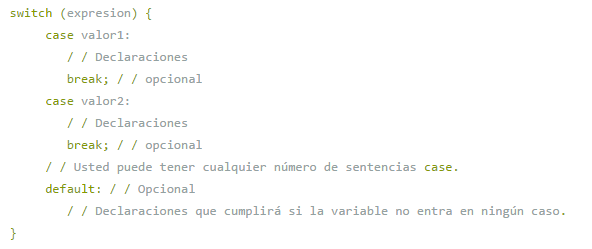 switch (expresion) {
case valor1:
/ / Declaraciones
break; / / opcional
case valor2:
/ / Declaraciones
break; / / opcional
/ / Usted puede tener cualquier número de sentencias case.
default: / / Opcional
/ / Declaraciones que cumplirá si la variable no entra en ningún caso.
}